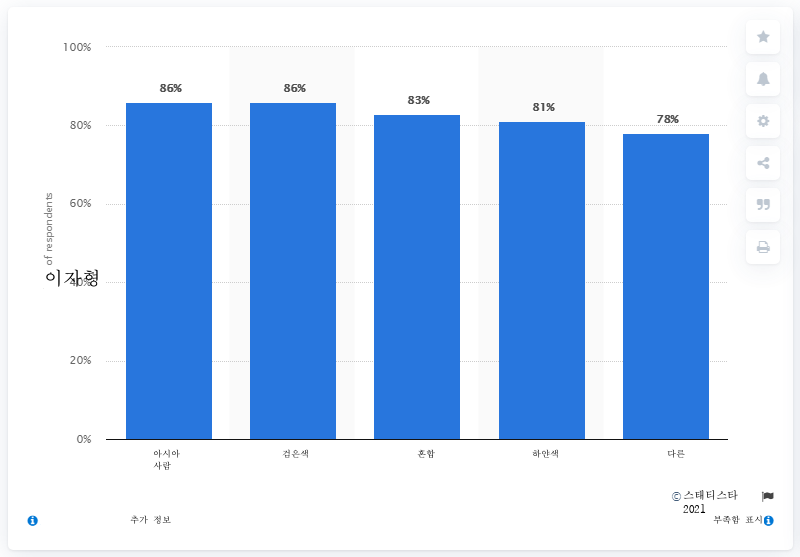 100%
86%
86%
83%
81%
78%
80%
60%
of respondents
이자형
40%
20%
0%
아시아
사람
검은색
혼합
하얀색
다른
© 스태티스타
2021
추가 정보
부족함 표시